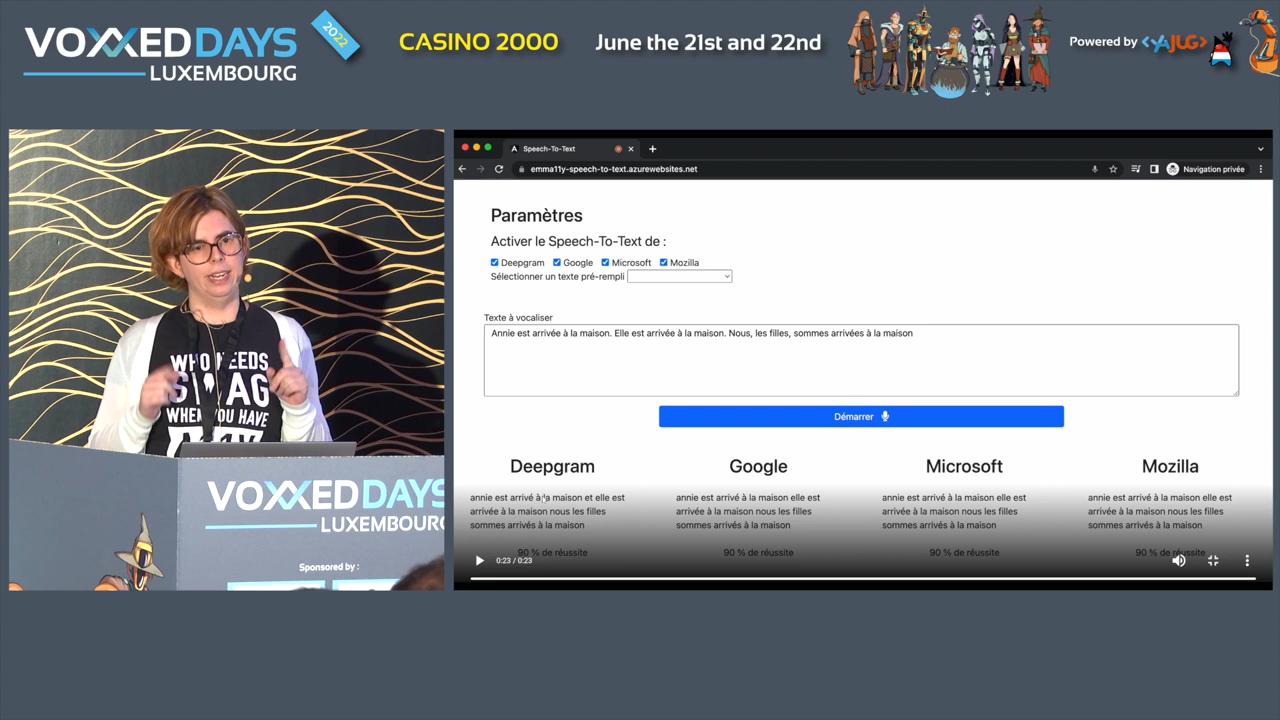 VOXXEDDAYS
LUXEMBOURG
2022
CASINO 2000
June the 21st and 22nd
Powered by <YAJUG>
Speech-To-Text
emma11y-speech-to-text.azurewebsites.net
Navigation privée
Paramètres
Activer le Speech-To-Text de :
Deepgram Google Microsoft Mozilla
Sélectionner un texte pré-rempli
Texte à vocaliser
Annie est arrivée à la maison. Elle est arrivée à la maison. Nous, les filles, sommes arrivées à la maison
Démarrer
Deepgram
annie est arrivé à la maison et elle est
arrivée à la maison nous les filles
sommes arrivés à la maison
90 % de réussite
Google
annie est arrivé à la maison elle est
arrivée à la maison nous les filles
sommes arrivés à la maison
90 % de réussite
Microsoft
annie est arrivé à la maison elle est
arrivée à la maison nous les filles
sommes arrivés à la maison
90 % de réussite
Mozilla
annie est arrivé à la maison elle est
arrivée à la maison nous les filles
sommes arrivés à la maison
90 % de réussite
0:23 / 0:23
WHO NEEDS
SWAG
WHEN YOU HAVE
VOXXEDDAYS
LUXEMBOURG
Sponsored by :